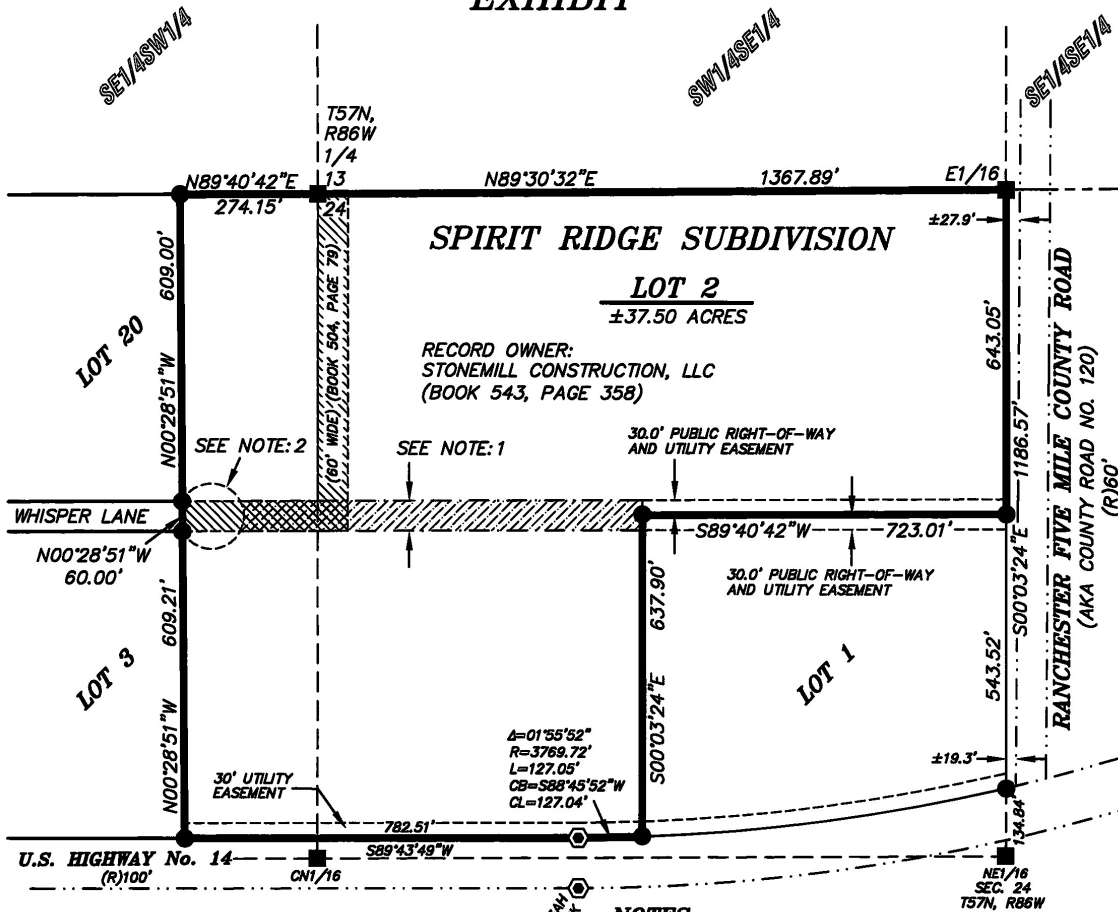 EXHIBIT
SE1/4SW1/4
SW1/4SE1/4
SE1/4SE1/4
T57N,
R86W
1/4
13
24
N89°40'42"E
274.15'
N89°30'32"E
1367.89'
E1/16
±27.9'
SPIRIT RIDGE SUBDIVISION
LOT 2
±37.50 ACRES
RECORD OWNER:
STONEMILL CONSTRUCTION, LLC
(BOOK 543, PAGE 358)
609.00'
N00°28'51"W
LOT 20
(60' WIDE)(BOOK 504, PAGE 79)
643.05'
1186.57'
S00°03'24"E
RANCHESTER FIVE MILE COUNTY ROAD
(AKA COUNTY ROAD NO. 120)
(R)60'
SEE NOTE:2
SEE NOTE:1
30.0' PUBLIC RIGHT-OF-WAY
AND UTILITY EASEMENT
WHISPER LANE
N00°28'51"W
60.00'
S89°40'42"W
723.01'
30.0' PUBLIC RIGHT-OF-WAY
AND UTILITY EASEMENT
609.21'
N00°28'51"W
LOT 3
637.90'
S00°03'24"E
LOT 1
543.52'
Δ=01°55'52"
R=3769.72'
L=127.05'
CB=S88°45'52"W
CL=127.04'
±19.3'
30' UTILITY
EASEMENT
782.51'
S89°43'49"W
134.84'
U.S. HIGHWAY No. 14
(R)100'
CN1/16
NE1/16
SEC. 24
T57N, R86W
NOTES